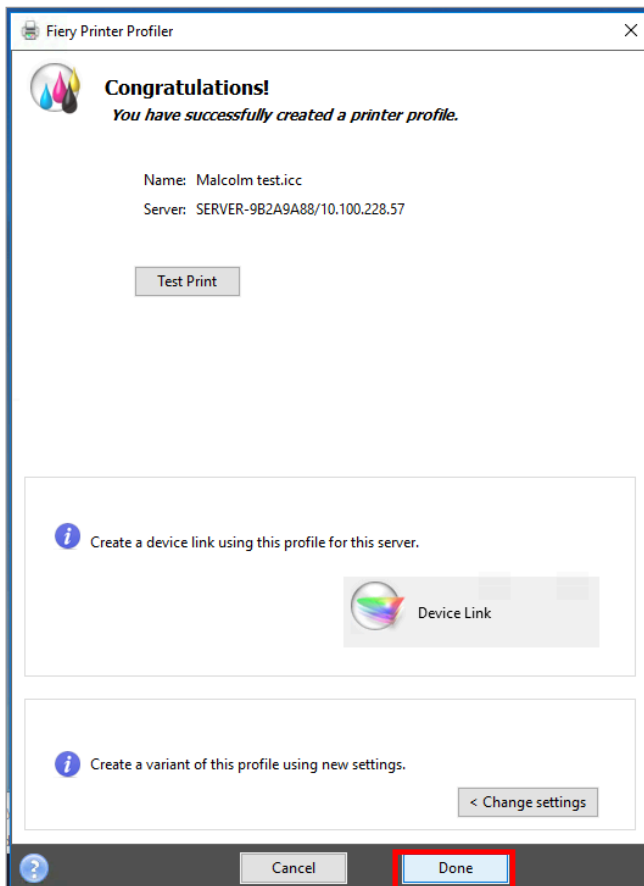 Fiery Printer Profiler
Congratulations!
You have successfully created a printer profile.
Name: Malcolm test.icc
Server: SERVER-9B2A9A88/10.100.228.57
Test Print
Create a device link using this profile for this server.
Device Link
Create a variant of this profile using new settings.
< Change settings
Cancel
Done